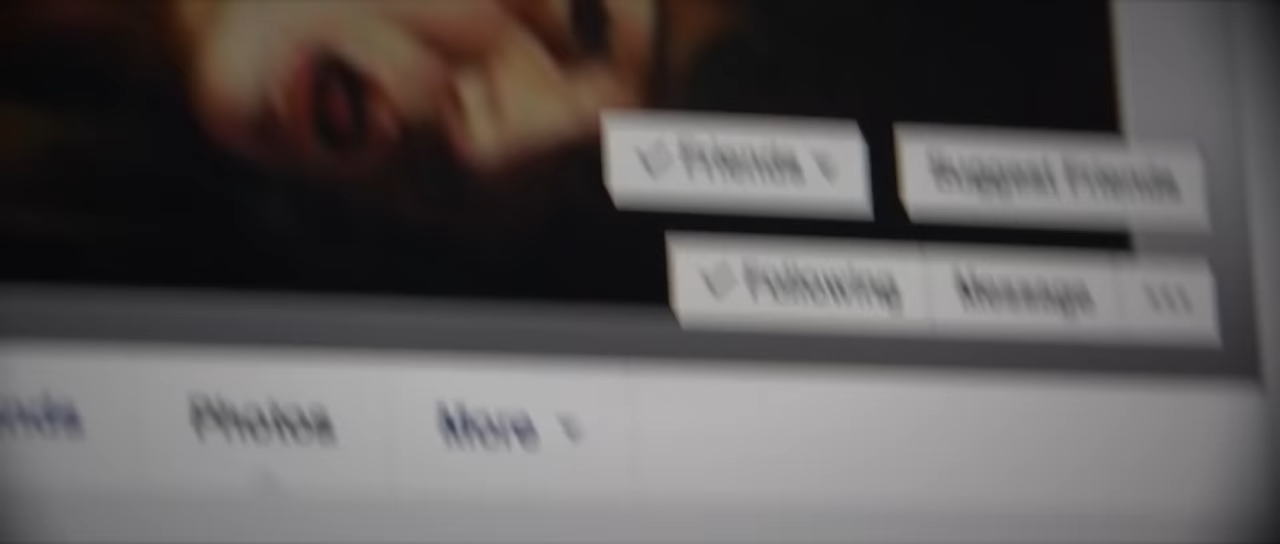 Friends
Suggest Friends
Following Message ...
Photos More